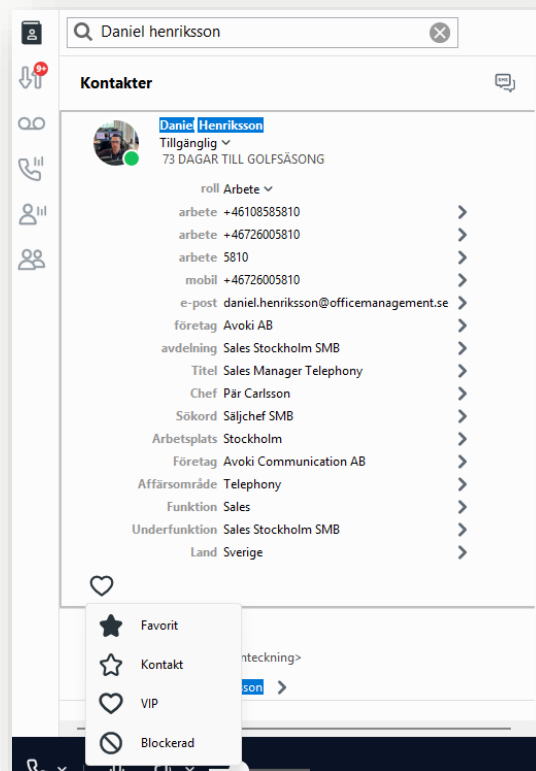 Daniel henriksson
9+
Kontakter
SMS
Daniel Henriksson
Tillgänglig
73 DAGAR TILL GOLFSÄSONG
roll Arbete
arbete +46108585810
arbete +46726005810
arbete 5810
mobil +46726005810
e-post daniel.henriksson@officemanagement.se
företag Avoki AB
avdelning Sales Stockholm SMB
Titel Sales Manager Telephony
Chef Pär Carlsson
Sökord Säljchef SMB
Arbetsplats Stockholm
Företag Avoki Communication AB
Affärsområde Telephony
Funktion Sales
Underfunktion Sales Stockholm SMB
Land Sverige
Favorit
Kontakt
nteckning>
sson
VIP
Blockerad